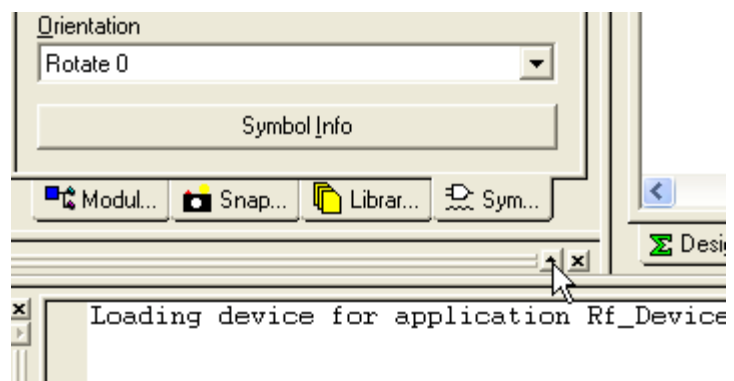 Orientation
Rotate 0
Symbol Info
Modul... Snap... Librar... Sym...
Desi
Loading device for application Rf_Device